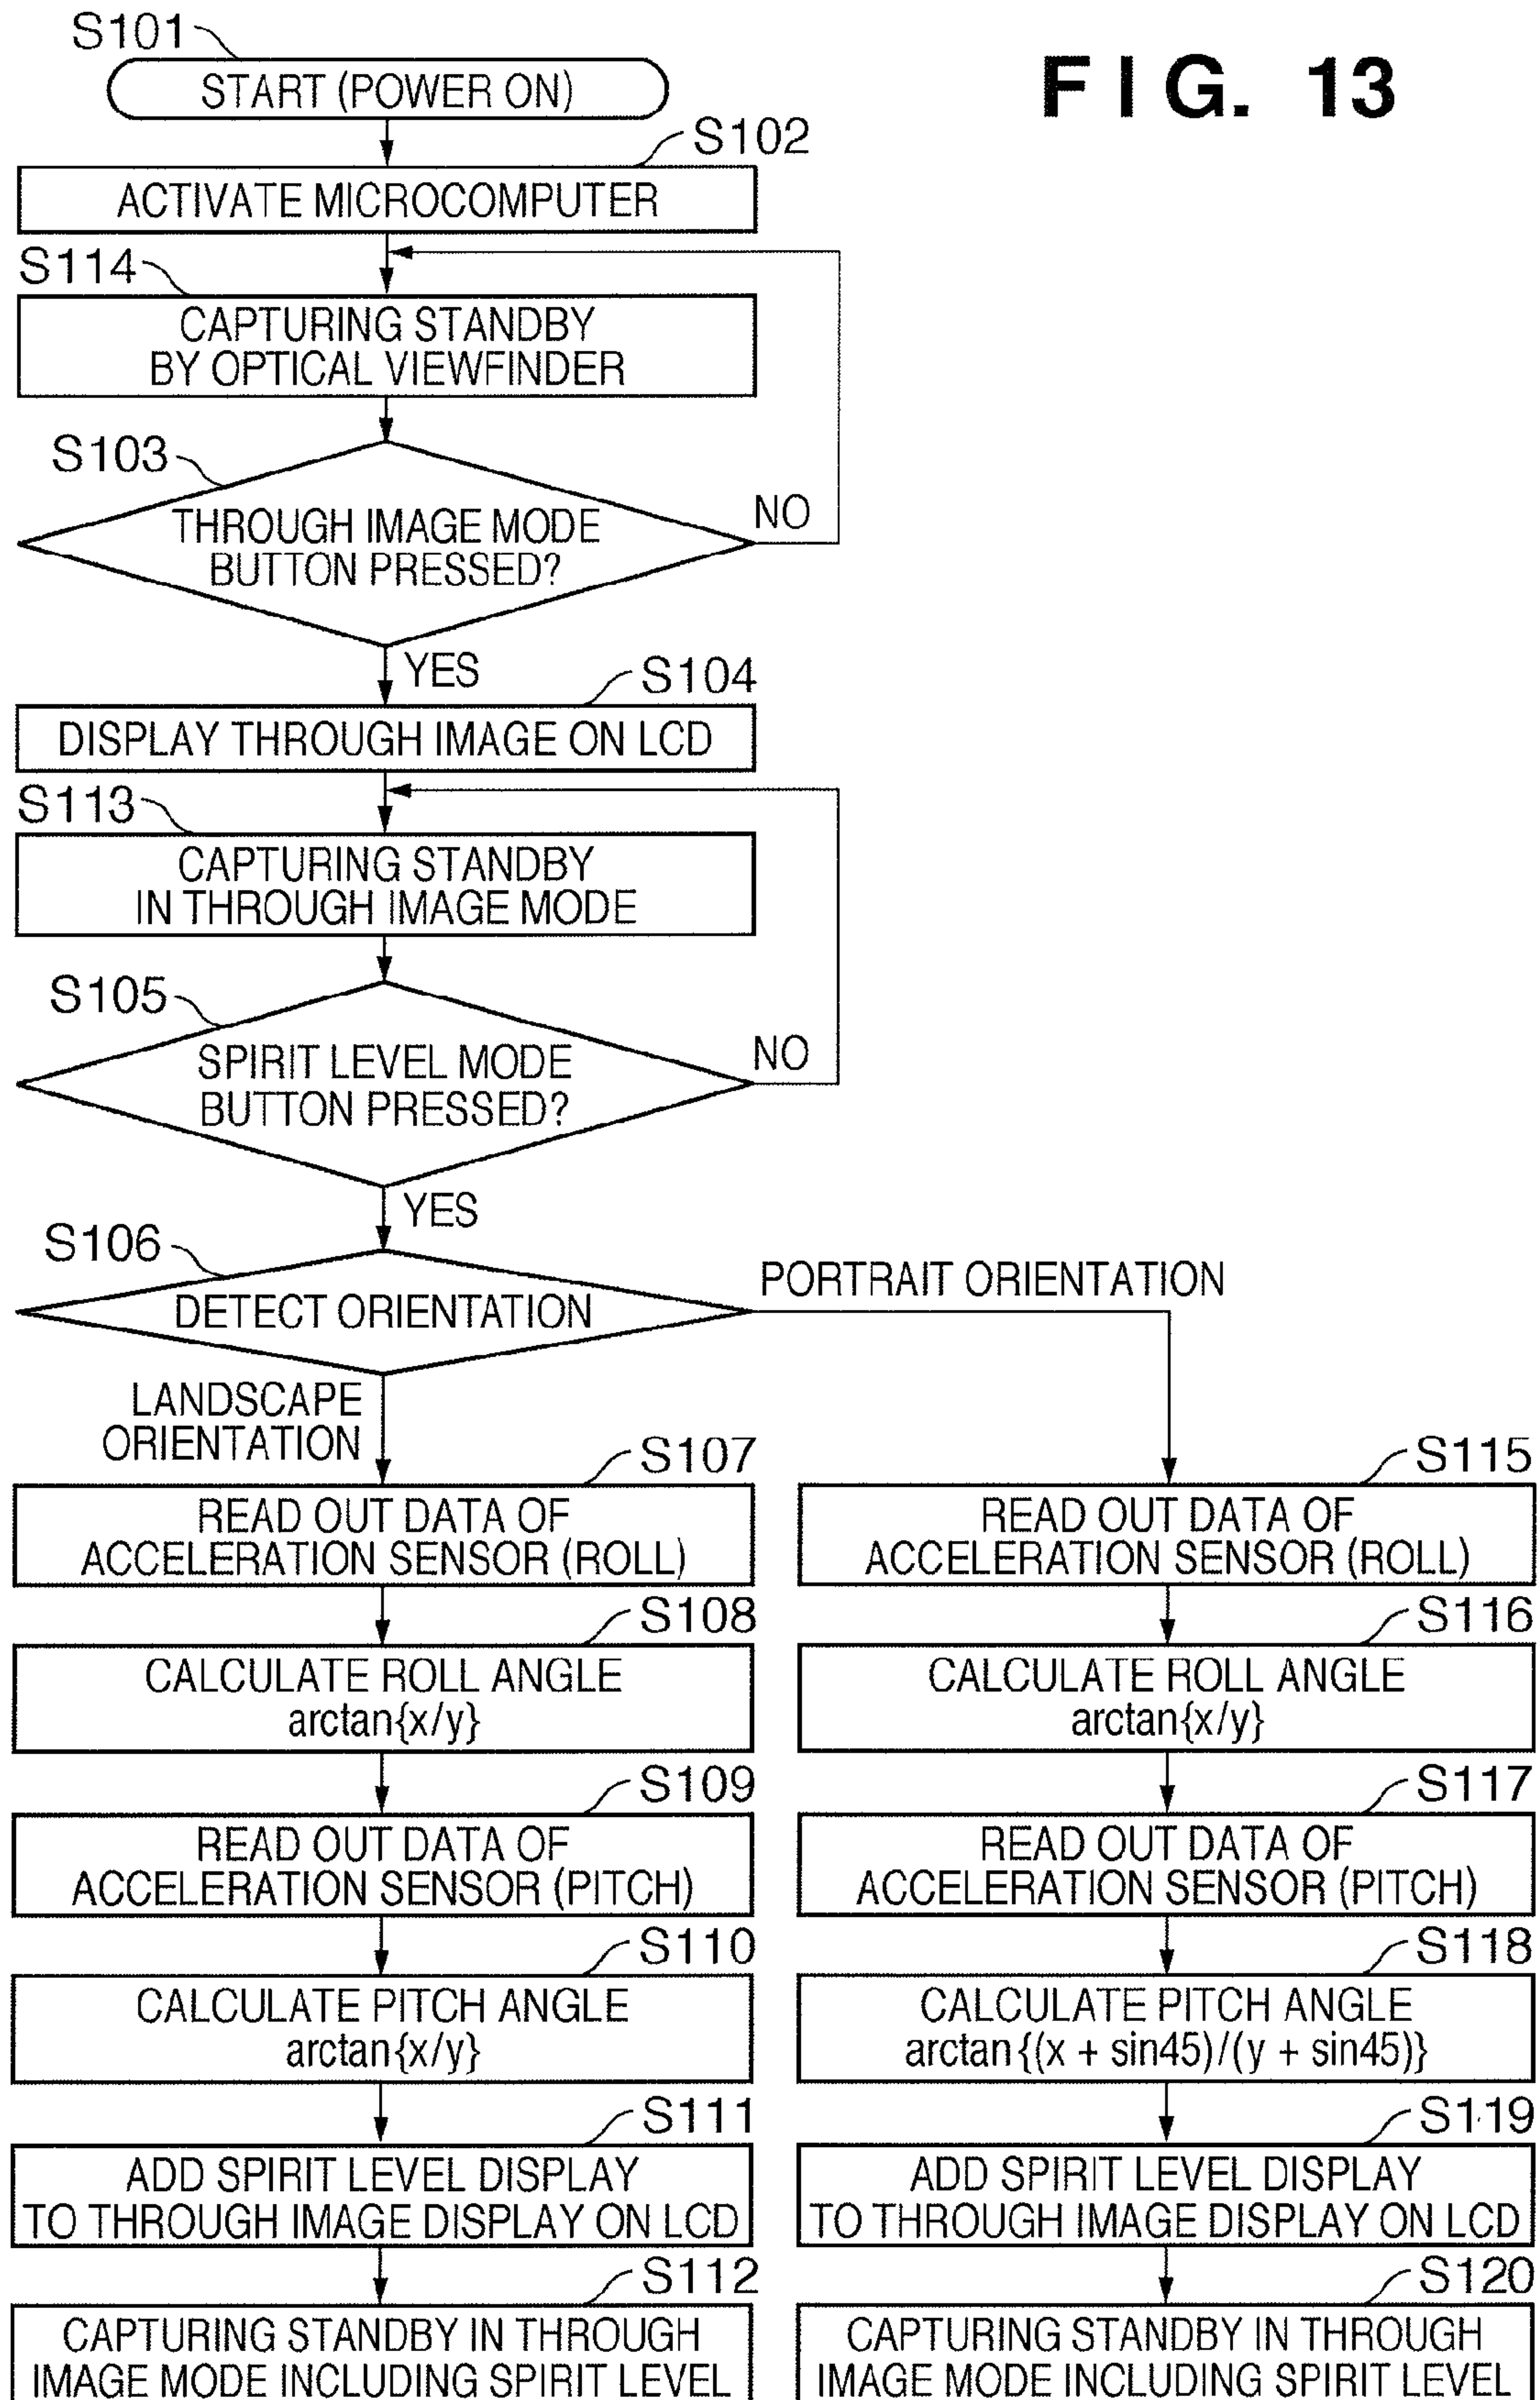 S101
FIG. 13
START (POWER ON)
S102
ACTIVATE MICROCOMPUTER
S114
CAPTURING STANDBY
BY OPTICAL VIEWFINDER
S103
THROUGH IMAGE MODE
BUTTON PRESSED?
NO
YES
S104
DISPLAY THROUGH IMAGE ON LCD
S113
CAPTURING STANDBY
IN THROUGH IMAGE MODE
S105
SPIRIT LEVEL MODE
BUTTON PRESSED?
NO
YES
S106
DETECT ORIENTATION
PORTRAIT ORIENTATION
LANDSCAPE
ORIENTATION
S107
READ OUT DATA OF
ACCELERATION SENSOR (ROLL)
S108
CALCULATE ROLL ANGLE
arctan{x/y}
S109
READ OUT DATA OF
ACCELERATION SENSOR (PITCH)
S110
CALCULATE PITCH ANGLE
arctan{x/y}
S111
ADD SPIRIT LEVEL DISPLAY
TO THROUGH IMAGE DISPLAY ON LCD
S112
CAPTURING STANDBY IN THROUGH
IMAGE MODE INCLUDING SPIRIT LEVEL
S115
READ OUT DATA OF
ACCELERATION SENSOR (ROLL)
S116
CALCULATE ROLL ANGLE
arctan{x/y}
S117
READ OUT DATA OF
ACCELERATION SENSOR (PITCH)
S118
CALCULATE PITCH ANGLE
arctan{(x + sin45)/(y + sin45)}
S119
ADD SPIRIT LEVEL DISPLAY
TO THROUGH IMAGE DISPLAY ON LCD
S120
CAPTURING STANDBY IN THROUGH
IMAGE MODE INCLUDING SPIRIT LEVEL